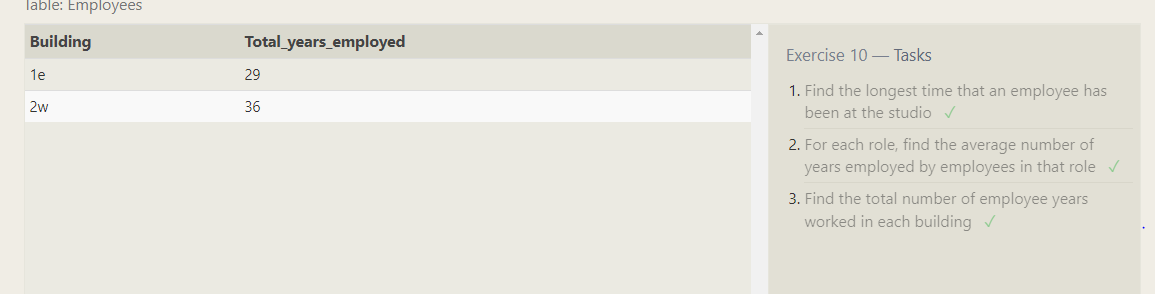 Table: Employees
Building Total_years_employed
1e 29
2w 36
Exercise 10 — Tasks
1. Find the longest time that an employee has
been at the studio ✓
2. For each role, find the average number of
years employed by employees in that role ✓
3. Find the total number of employee years
worked in each building ✓
.